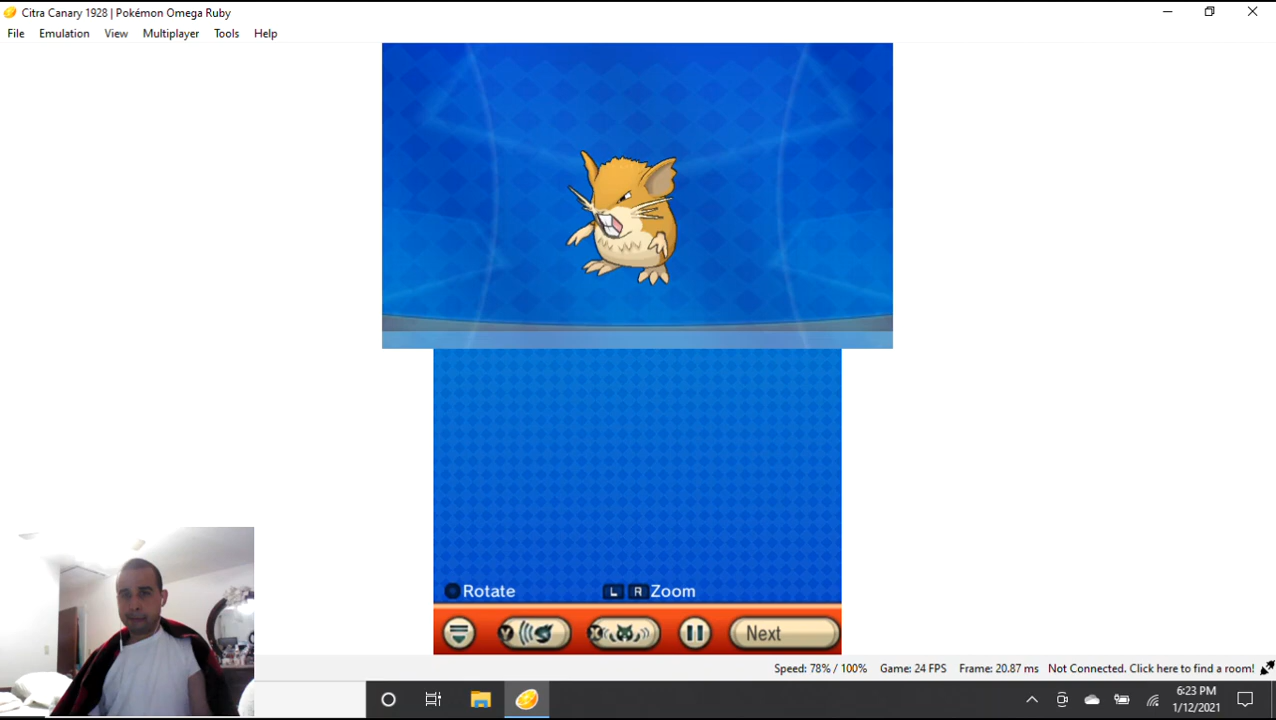 Citra Canary 1928 | Pokémon Omega Ruby
File Emulation View Multiplayer Tools Help
Rotate L R Zoom
Y X Next
Speed: 78% / 100% Game: 24 FPS Frame: 20.87 ms Not Connected. Click here to find a room!
6:23 PM
1/12/2021